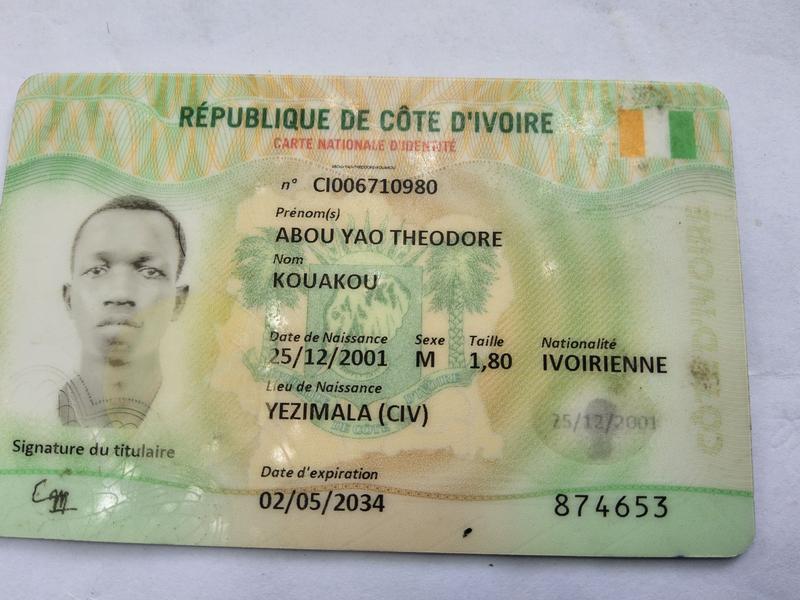 RÉPUBLIQUE DE CÔTE D'IVOIRE
CARTE NATIONALE D'IDENTITÉ
n° CI006710980
Prénom(s)
ABOU YAO THEODORE
Nom
KOUAKOU
Date de Naissance Sexe Taille Nationalité
25/12/2001 M 1,80 IVOIRIENNE
Lieu de Naissance
YEZIMALA (CIV)
25/12/2001
Signature du titulaire
Date d'expiration
02/05/2034
874653
CÔTE D'IVOIRE